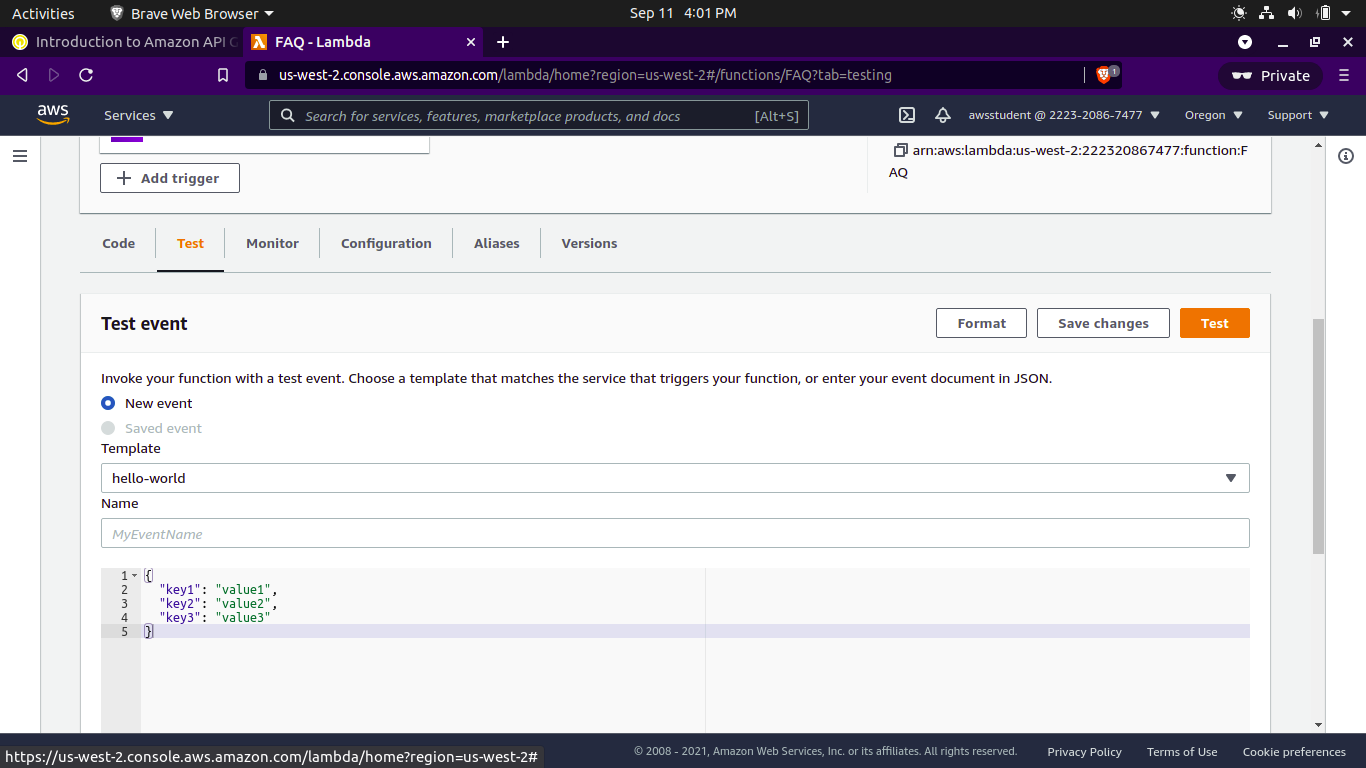 Activities Brave Web Browser Sep 11 4:01 PM
Introduction to Amazon API G FAQ - Lambda
us-west-2.console.aws.amazon.com/lambda/home?region=us-west-2#/functions/FAQ?tab=testing 1 Private
aws Services Search for services, features, marketplace products, and docs [Alt+S] awsstudent @ 2223-2086-7477 Oregon Support
arn:aws:lambda:us-west-2:222320867477:function:F
AQ
Add trigger
Code Test Monitor Configuration Aliases Versions
Test event Format Save changes Test
Invoke your function with a test event. Choose a template that matches the service that triggers your function, or enter your event document in JSON.
New event
Saved event
Template
hello-world
Name
MyEventName
1 {
2 "key1": "value1",
3 "key2": "value2",
4 "key3": "value3"
5 }
© 2008 - 2021, Amazon Web Services, Inc. or its affiliates. All rights reserved. Privacy Policy Terms of Use Cookie preferences
https://us-west-2.console.aws.amazon.com/lambda/home?region=us-west-2#